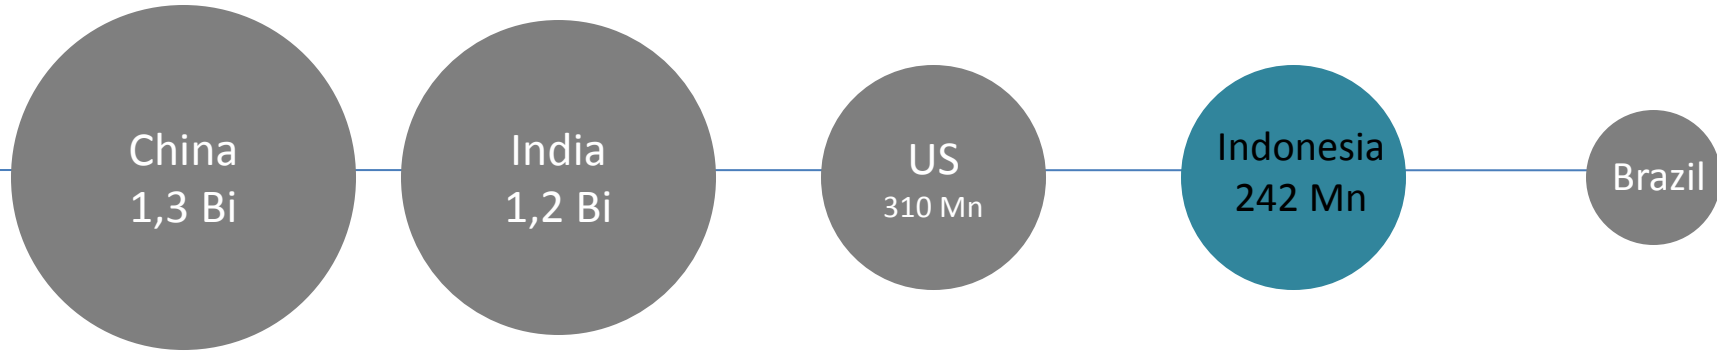 China
1,3 Bi
India
1,2 Bi
US
310 Mn
Indonesia
242 Mn
Brazil